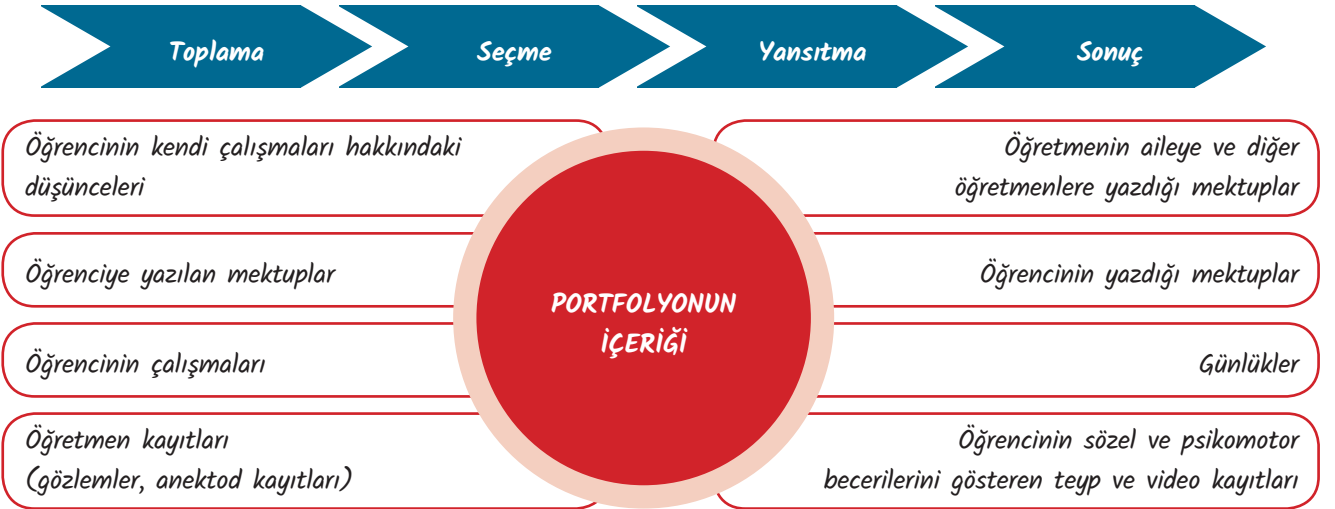 Toplama
Seçme
Yansıtma
Sonuç
Öğrencinin kendi çalışmaları hakkındaki
düşünceleri
Öğrenciye yazılan mektuplar
Öğrencinin çalışmaları
Öğretmen kayıtları
(gözlemler, anektod kayıtları)
PORTFOLYONUN
İÇERİĞİ
Öğretmenin aileye ve diğer
öğretmenlere yazdığı mektuplar
Öğrencinin yazdığı mektuplar
Günlükler
Öğrencinin sözel ve psikomotor
becerilerini gösteren teyp ve video kayıtları